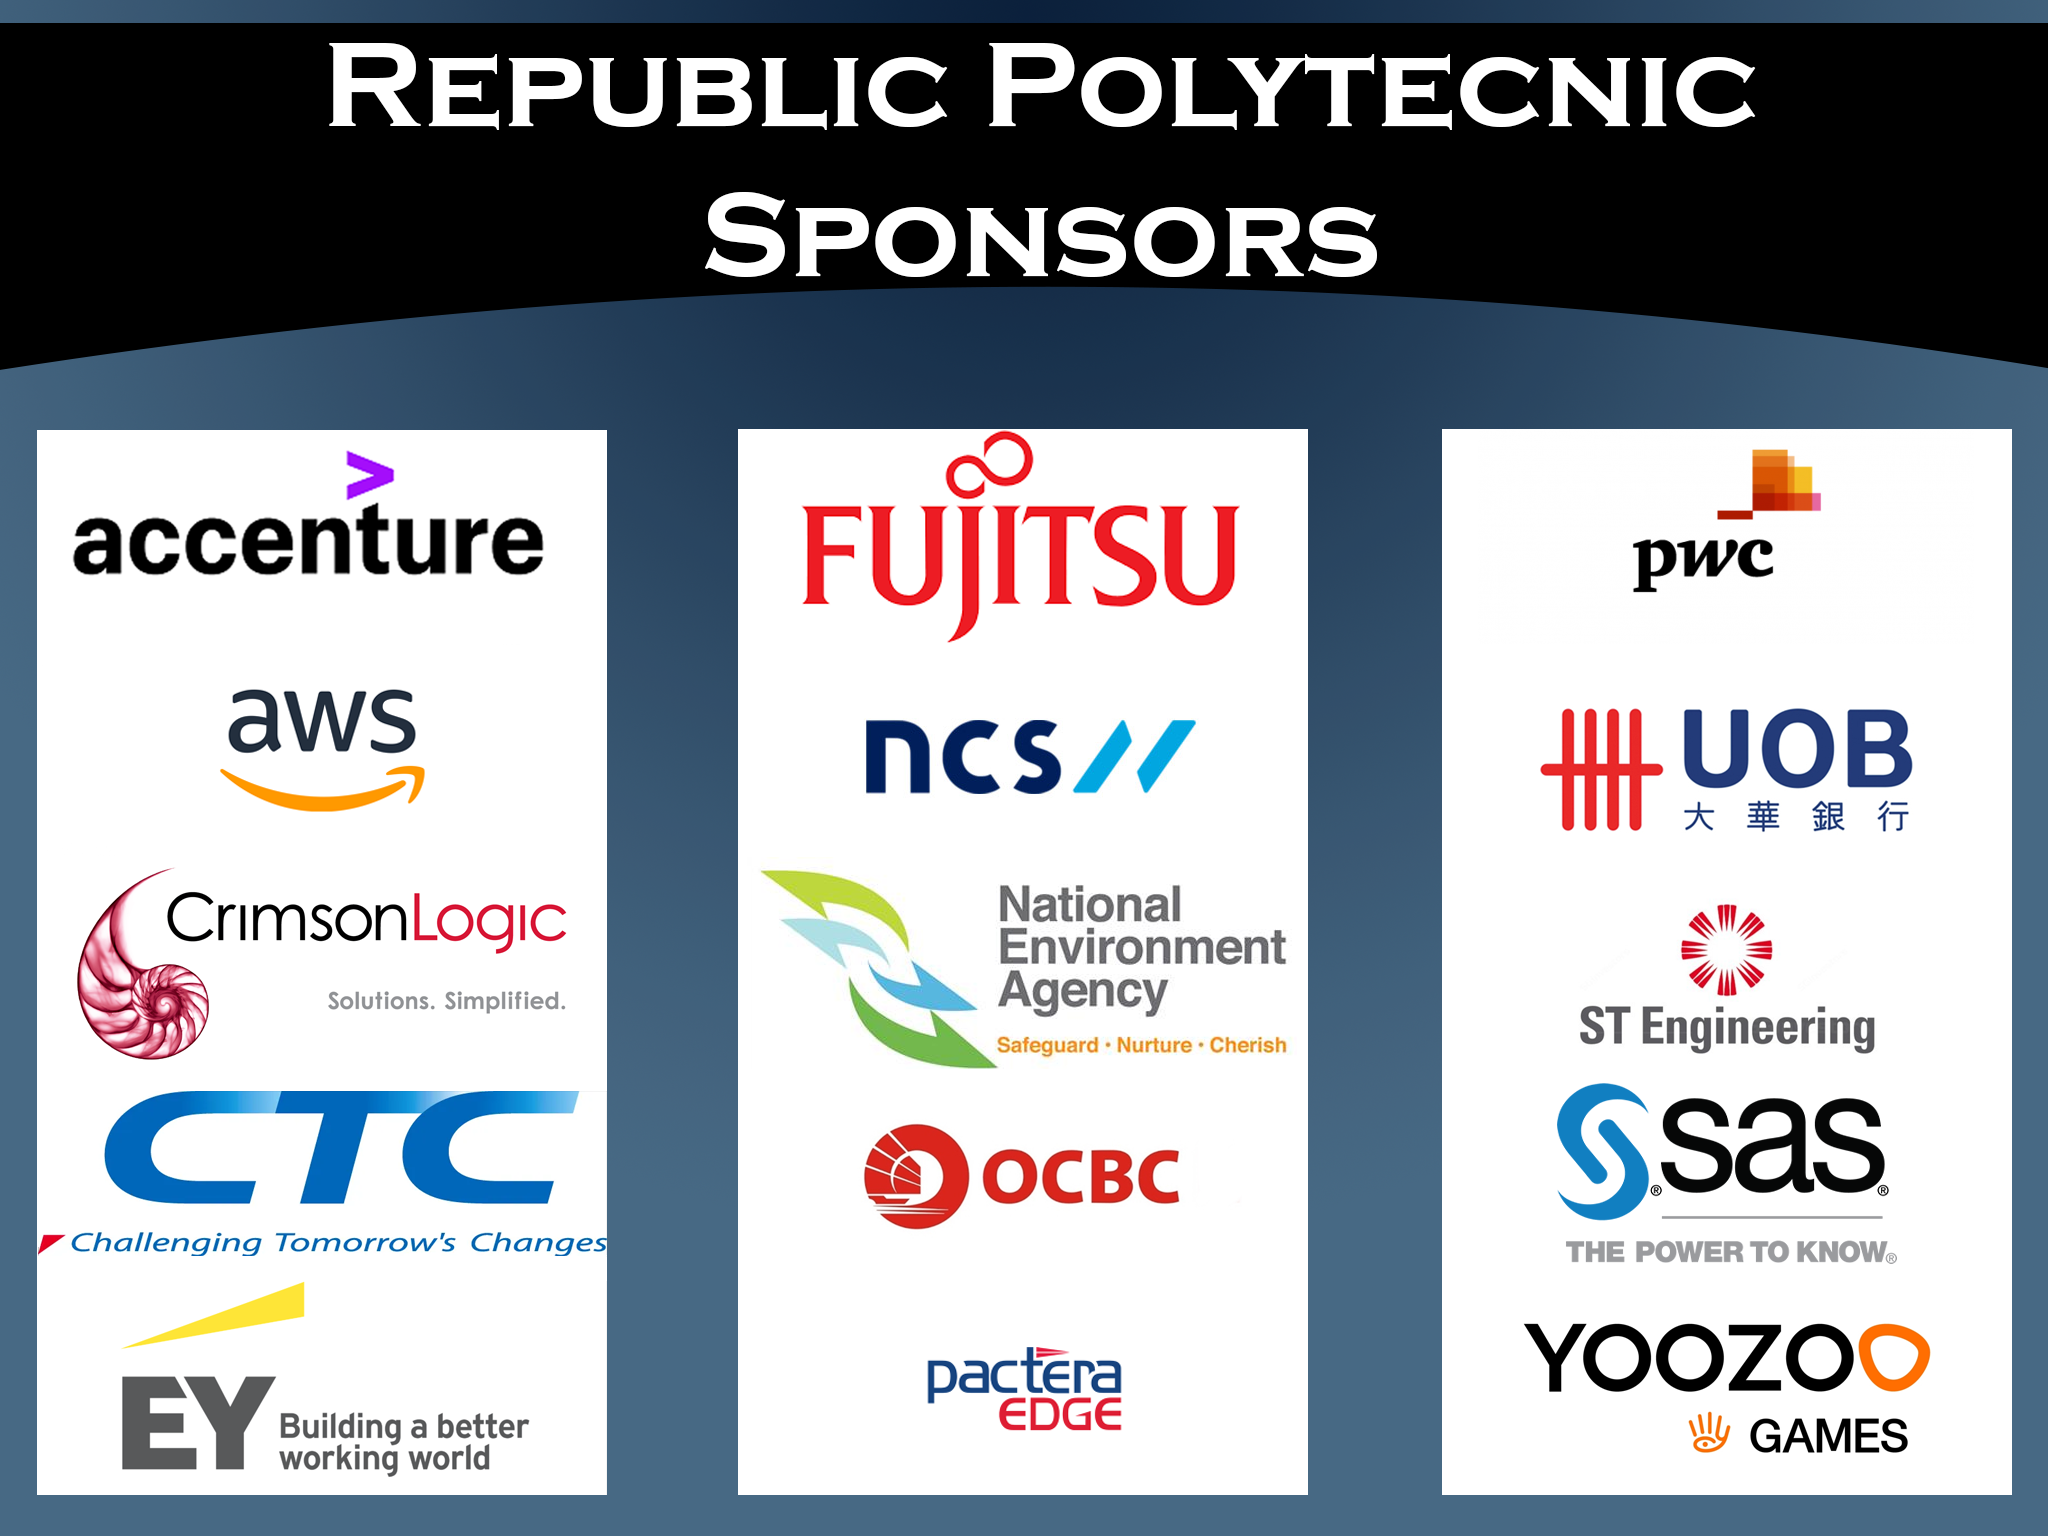 REPUBLIC POLYTECNIC
SPONSORS
accenture
aws
CrimsonLogic
Solutions. Simplified.
CTC
Challenging Tomorrow's Changes
EY
Building a better
working world
FUJITSU
ncs
National
Environment
Agency
Safeguard · Nurture · Cherish
OCBC
pactera
EDGE
pwc
UOB
大華銀行
ST Engineering
sas
THE POWER TO KNOW®
YOOZOO
GAMES